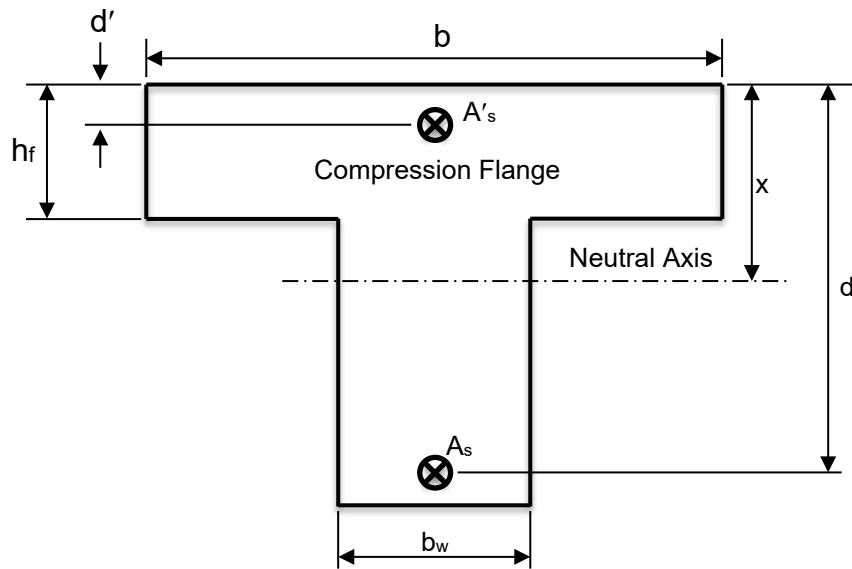 d′
b
A′s
hf
Compression Flange
x
Neutral Axis
d
As
bw